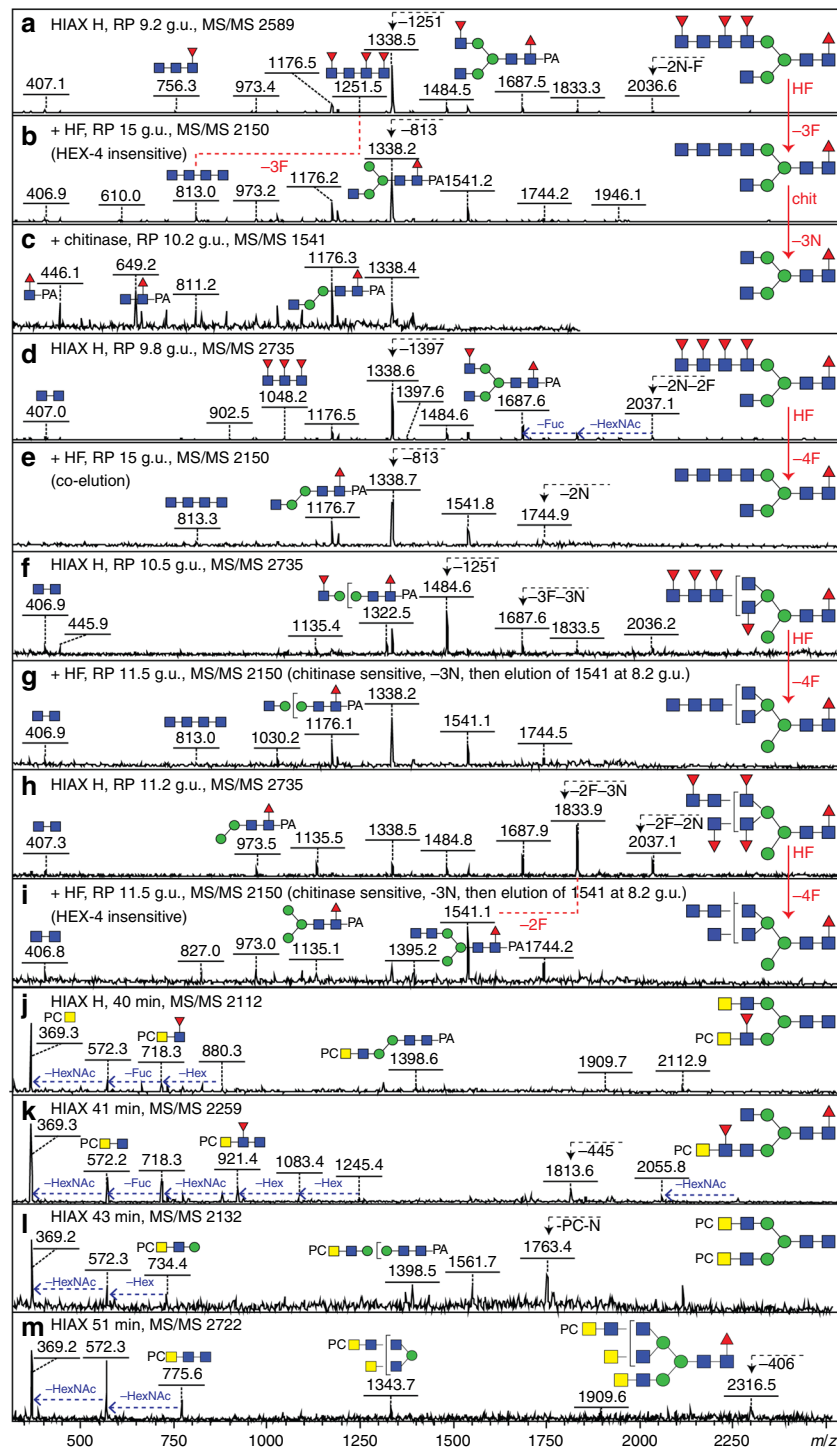 a HIAX H, RP 9.2 g.u., MS/MS 2589
–1251
1338.5
407.1
756.3
973.4
1176.5
1251.5
1484.5
PA
1687.5
1833.3
–2N-F
2036.6
HF
–3F
b + HF, RP 15 g.u., MS/MS 2150
(HEX-4 insensitive)
–3F
–813
1338.2
406.9
610.0
813.0
973.2
1176.2
PA
1541.2
1744.2
1946.1
chit
–3N
c + chitinase, RP 10.2 g.u., MS/MS 1541
446.1
PA
649.2
PA
811.2
1176.3
PA
1338.4
d HIAX H, RP 9.8 g.u., MS/MS 2735
–1397
1338.6
407.0
902.5
1048.2
1176.5
1397.6
1484.6
PA
1687.6
–Fuc
–HexNAc
–2N–2F
2037.1
HF
–4F
e + HF, RP 15 g.u., MS/MS 2150
(co-elution)
–813
1338.7
813.3
1176.7
PA
1541.8
–2N
1744.9
f HIAX H, RP 10.5 g.u., MS/MS 2735
–1251
1484.6
406.9
445.9
1135.4
1322.5
PA
–3F–3N
1687.6
1833.5
2036.2
HF
–4F
g + HF, RP 11.5 g.u., MS/MS 2150 (chitinase sensitive, –3N, then elution of 1541 at 8.2 g.u.)
406.9
813.0
1030.2
1176.1
PA
1338.2
1541.1
1744.5
h HIAX H, RP 11.2 g.u., MS/MS 2735
–2F–3N
1833.9
407.3
973.5
PA
1135.5
1338.5
1484.8
1687.9
–2F–2N
2037.1
HF
–4F
i + HF, RP 11.5 g.u., MS/MS 2150 (chitinase sensitive, -3N, then elution of 1541 at 8.2 g.u.)
(HEX-4 insensitive)
1541.1
–2F
406.8
827.0
973.0
1135.1
PA
1395.2
PA
1744.2
j HIAX H, 40 min, MS/MS 2112
PC
369.3
572.3
PC
718.3
880.3
PC
PA
1398.6
1909.7
2112.9
PC
–HexNAc
–Fuc
–Hex
k HIAX 41 min, MS/MS 2259
369.3
PC
572.2
718.3
PC
921.4
1083.4
1245.4
–445
1813.6
2055.8
PC
–HexNAc
–Fuc
–HexNAc
–Hex
–Hex
–HexNAc
l HIAX 43 min, MS/MS 2132
369.2
572.3
PC
734.4
PC
PA
1398.5
1561.7
-PC-N
1763.4
PC
PC
–HexNAc
–Hex
m HIAX 51 min, MS/MS 2722
369.2
572.3
PC
775.6
PC
PC
1343.7
PC
PC
1909.6
–406
2316.5
–HexNAc
–HexNAc
500
750
1000
1250
1500
1750
2000
2250
m/z